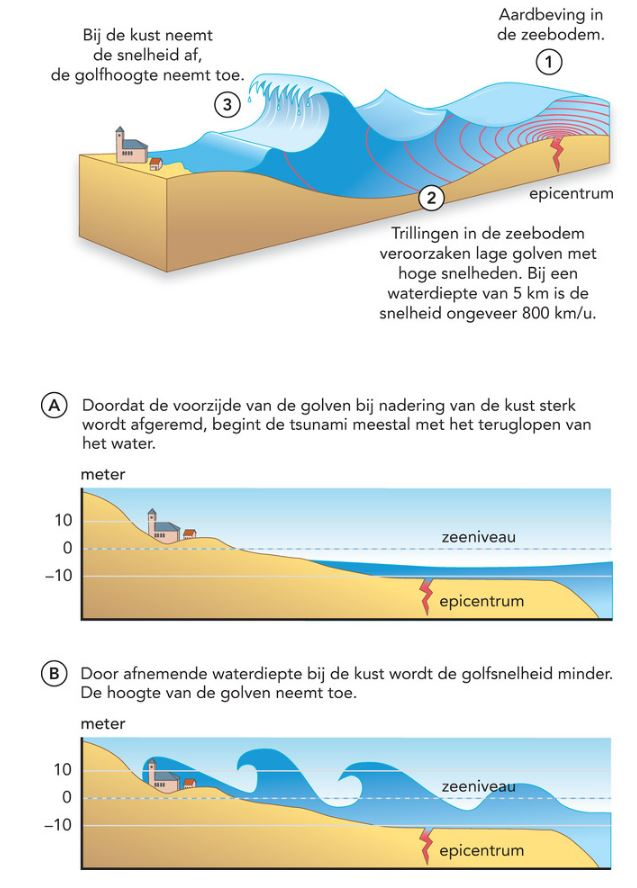 Aardbeving in
de zeebodem.
1
Bij de kust neemt
de snelheid af,
de golfhoogte neemt toe.
3
epicentrum
2
Trillingen in de zeebodem
veroorzaken lage golven met
hoge snelheden. Bij een
waterdiepte van 5 km is de
snelheid ongeveer 800 km/u.
A Doordat de voorzijde van de golven bij nadering van de kust sterk
wordt afgeremd, begint de tsunami meestal met het teruglopen van
het water.
meter
10
zeeniveau
0
–10
epicentrum
B Door afnemende waterdiepte bij de kust wordt de golfsnelheid minder.
De hoogte van de golven neemt toe.
meter
10
zeeniveau
0
–10
epicentrum